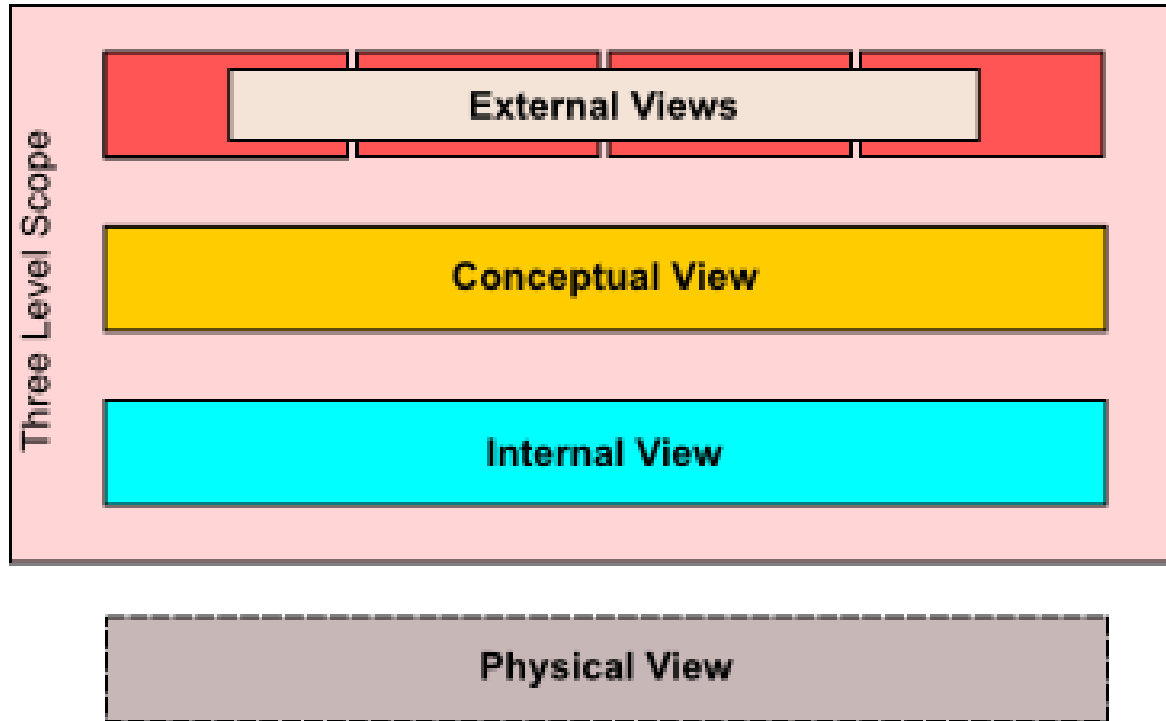 Three Level Scope
External Views
Conceptual View
Internal View
Physical View